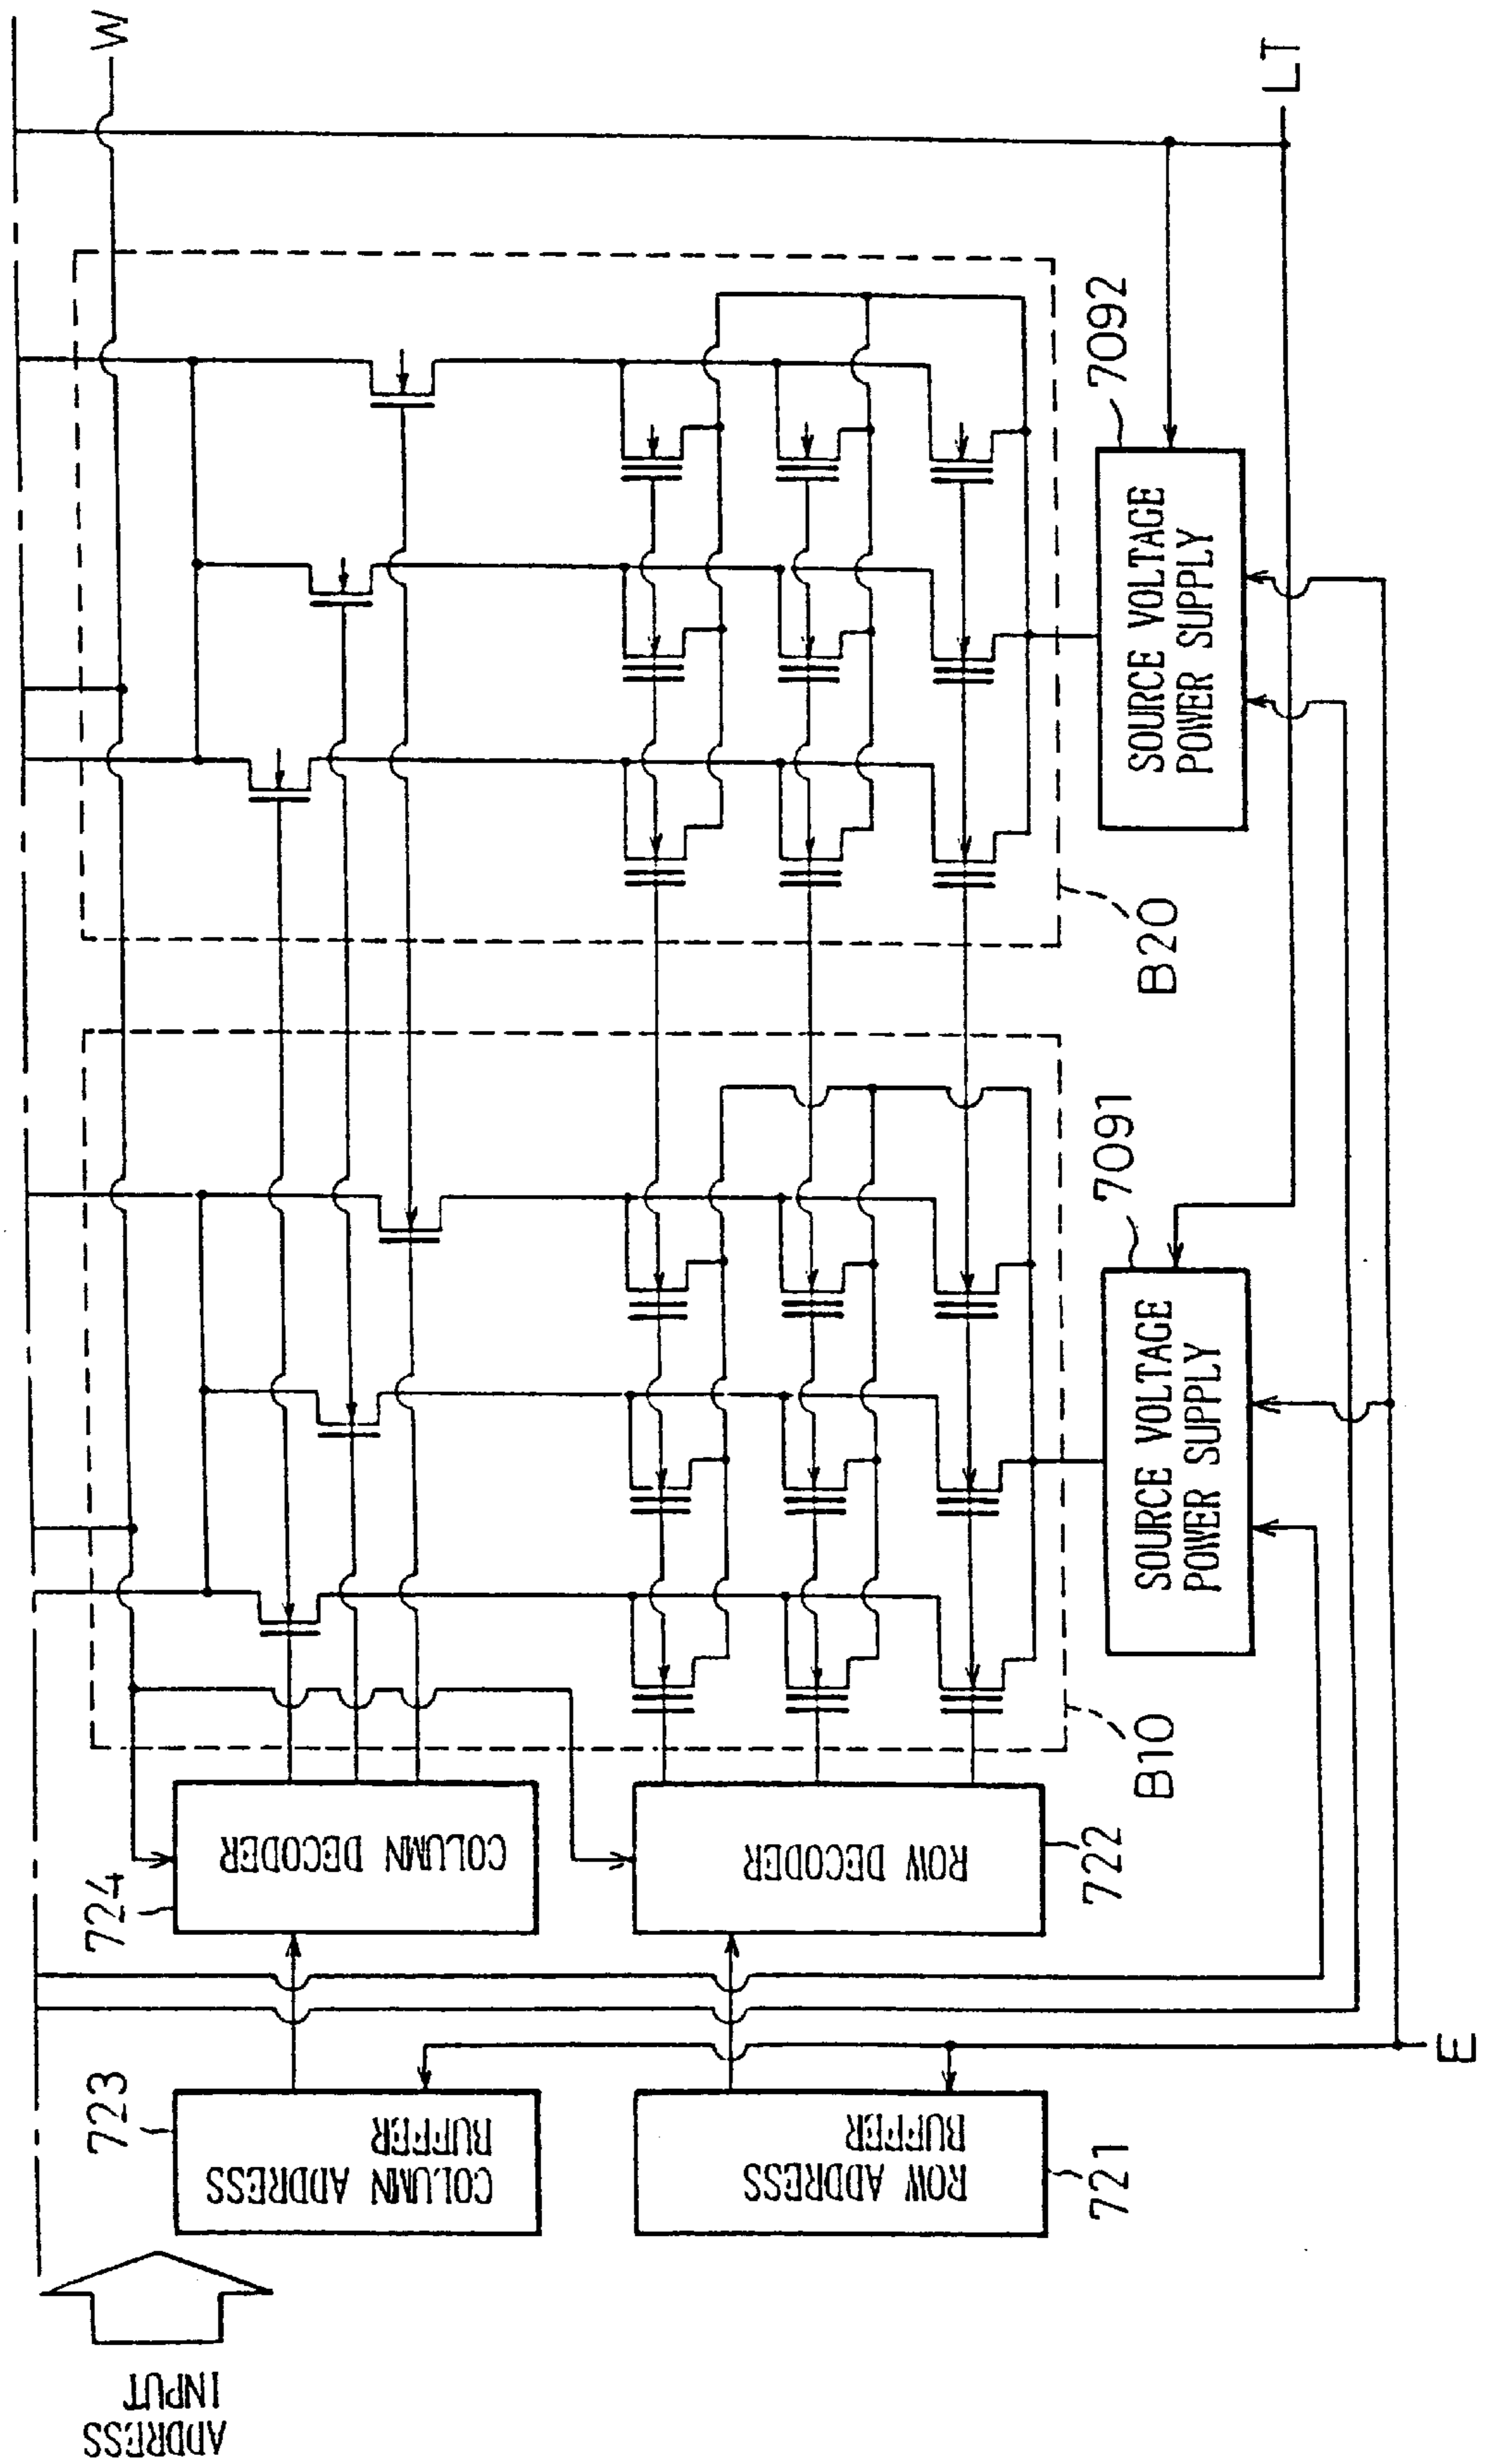 W
LT
7092
SOURCE VOLTAGE
POWER SUPPLY
B20
7091
SOURCE VOLTAGE
POWER SUPPLY
B10
724
COLUMN DECODER
ROW DECODER
722
723
COLUMN ADDRESS
BUFFER
ROW ADDRESS
BUFFER
721
E
ADDRESS
INPUT